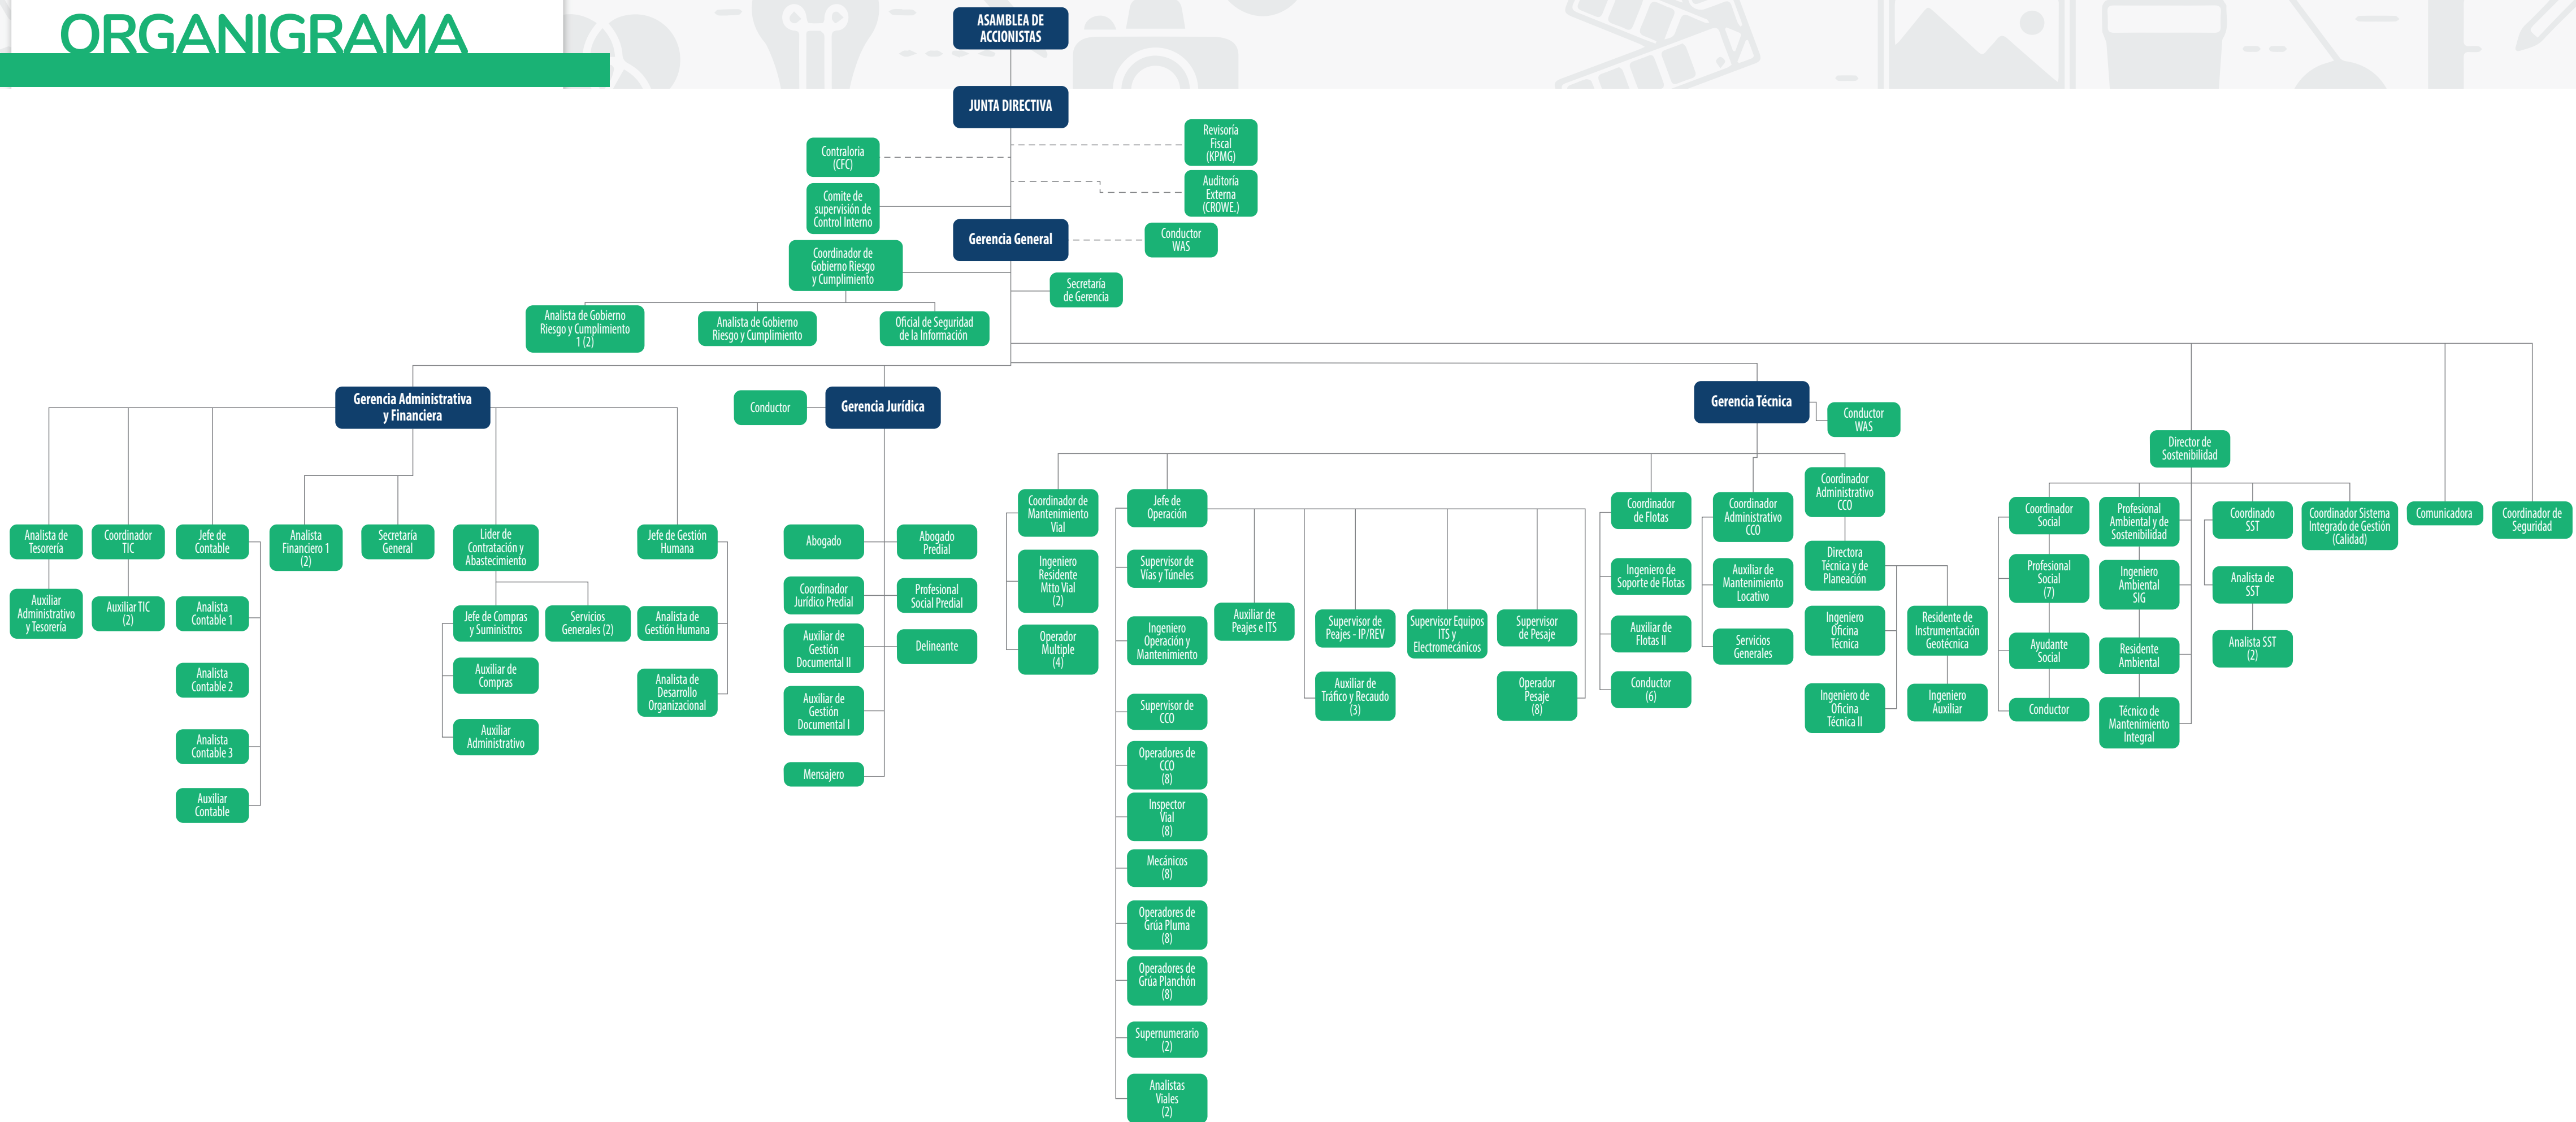 ORGANIGRAMA
ASAMBLEA DE
ACCIONISTAS
JUNTA DIRECTIVA
Contraloria
(CFC)
Revisoría
Fiscal
(KPMG)
Comite de
supervisión de
Control Interno
Auditoría
Externa
(CROWE.)
Gerencia General
Conductor
WAS
Coordinador de
Gobierno Riesgo
y Cumplimiento
Secretaría
de Gerencia
Analista de Gobierno
Riesgo y Cumplimiento
1 (2)
Analista de Gobierno
Riesgo y Cumplimiento
Oficial de Seguridad
de la Información
Gerencia Administrativa
y Financiera
Conductor
Gerencia Jurídica
Gerencia Técnica
Conductor
WAS
Director de
Sostenibilidad
Analista de
Tesorería
Auxiliar
Administrativo
y Tesorería
Coordinador
TIC
Auxiliar TIC
(2)
Jefe de
Contable
Analista
Contable 1
Analista
Contable 2
Analista
Contable 3
Auxiliar
Contable
Analista
Financiero 1
(2)
Secretaría
General
Lider de
Contratación y
Abastecimiento
Jefe de Compras
y Suministros
Servicios
Generales (2)
Auxiliar de
Compras
Auxiliar
Administrativo
Jefe de Gestión
Humana
Analista de
Gestión Humana
Analista de
Desarrollo
Organizacional
Abogado
Abogado
Predial
Coordinador
Jurídico Predial
Profesional
Social Predial
Auxiliar de
Gestión
Documental II
Delineante
Auxiliar de
Gestión
Documental I
Mensajero
Coordinador de
Mantenimiento
Vial
Ingeniero
Residente
Mtto Vial
(2)
Operador
Multiple
(4)
Jefe de
Operación
Supervisor de
Vías y Túneles
Ingeniero
Operación y
Mantenimiento
Supervisor de
CCO
Operadores de
CCO
(8)
Inspector
Vial
(8)
Mecánicos
(8)
Operadores de
Grúa Pluma
(8)
Operadores de
Grúa Planchón
(8)
Supernumerario
(2)
Analistas
Viales
(2)
Auxiliar de
Peajes e ITS
Supervisor de
Peajes - IP/REV
Auxiliar de
Tráfico y Recaudo
(3)
Supervisor Equipos
ITS y
Electromecánicos
Supervisor
de Pesaje
Operador
Pesaje
(8)
Coordinador
de Flotas
Ingeniero de
Soporte de Flotas
Auxiliar de
Flotas II
Conductor
(6)
Coordinador
Administrativo
CCO
Auxiliar de
Mantenimiento
Locativo
Servicios
Generales
Coordinador
Administrativo
CCO
Directora
Técnica y de
Planeación
Ingeniero
Oficina
Técnica
Ingeniero de
Oficina
Técnica II
Residente de
Instrumentación
Geotécnica
Ingeniero
Auxiliar
Coordinador
Social
Profesional
Social
(7)
Ayudante
Social
Conductor
Profesional
Ambiental y de
Sostenibilidad
Ingeniero
Ambiental
SIG
Residente
Ambiental
Técnico de
Mantenimiento
Integral
Coordinado
SST
Analista de
SST
Analista SST
(2)
Coordinador Sistema
Integrado de Gestión
(Calidad)
Comunicadora
Coordinador de
Seguridad